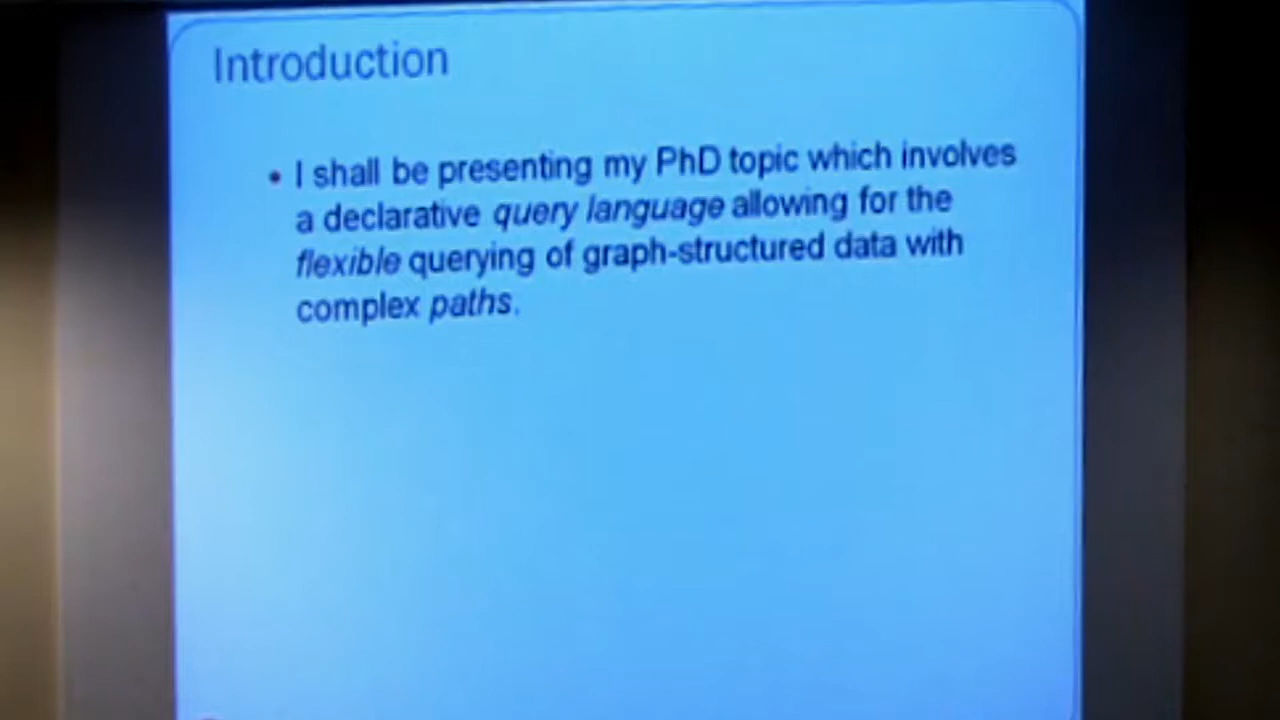 Introduction
• I shall be presenting my PhD topic which involves
a declarative query language allowing for the
flexible querying of graph-structured data with
complex paths.